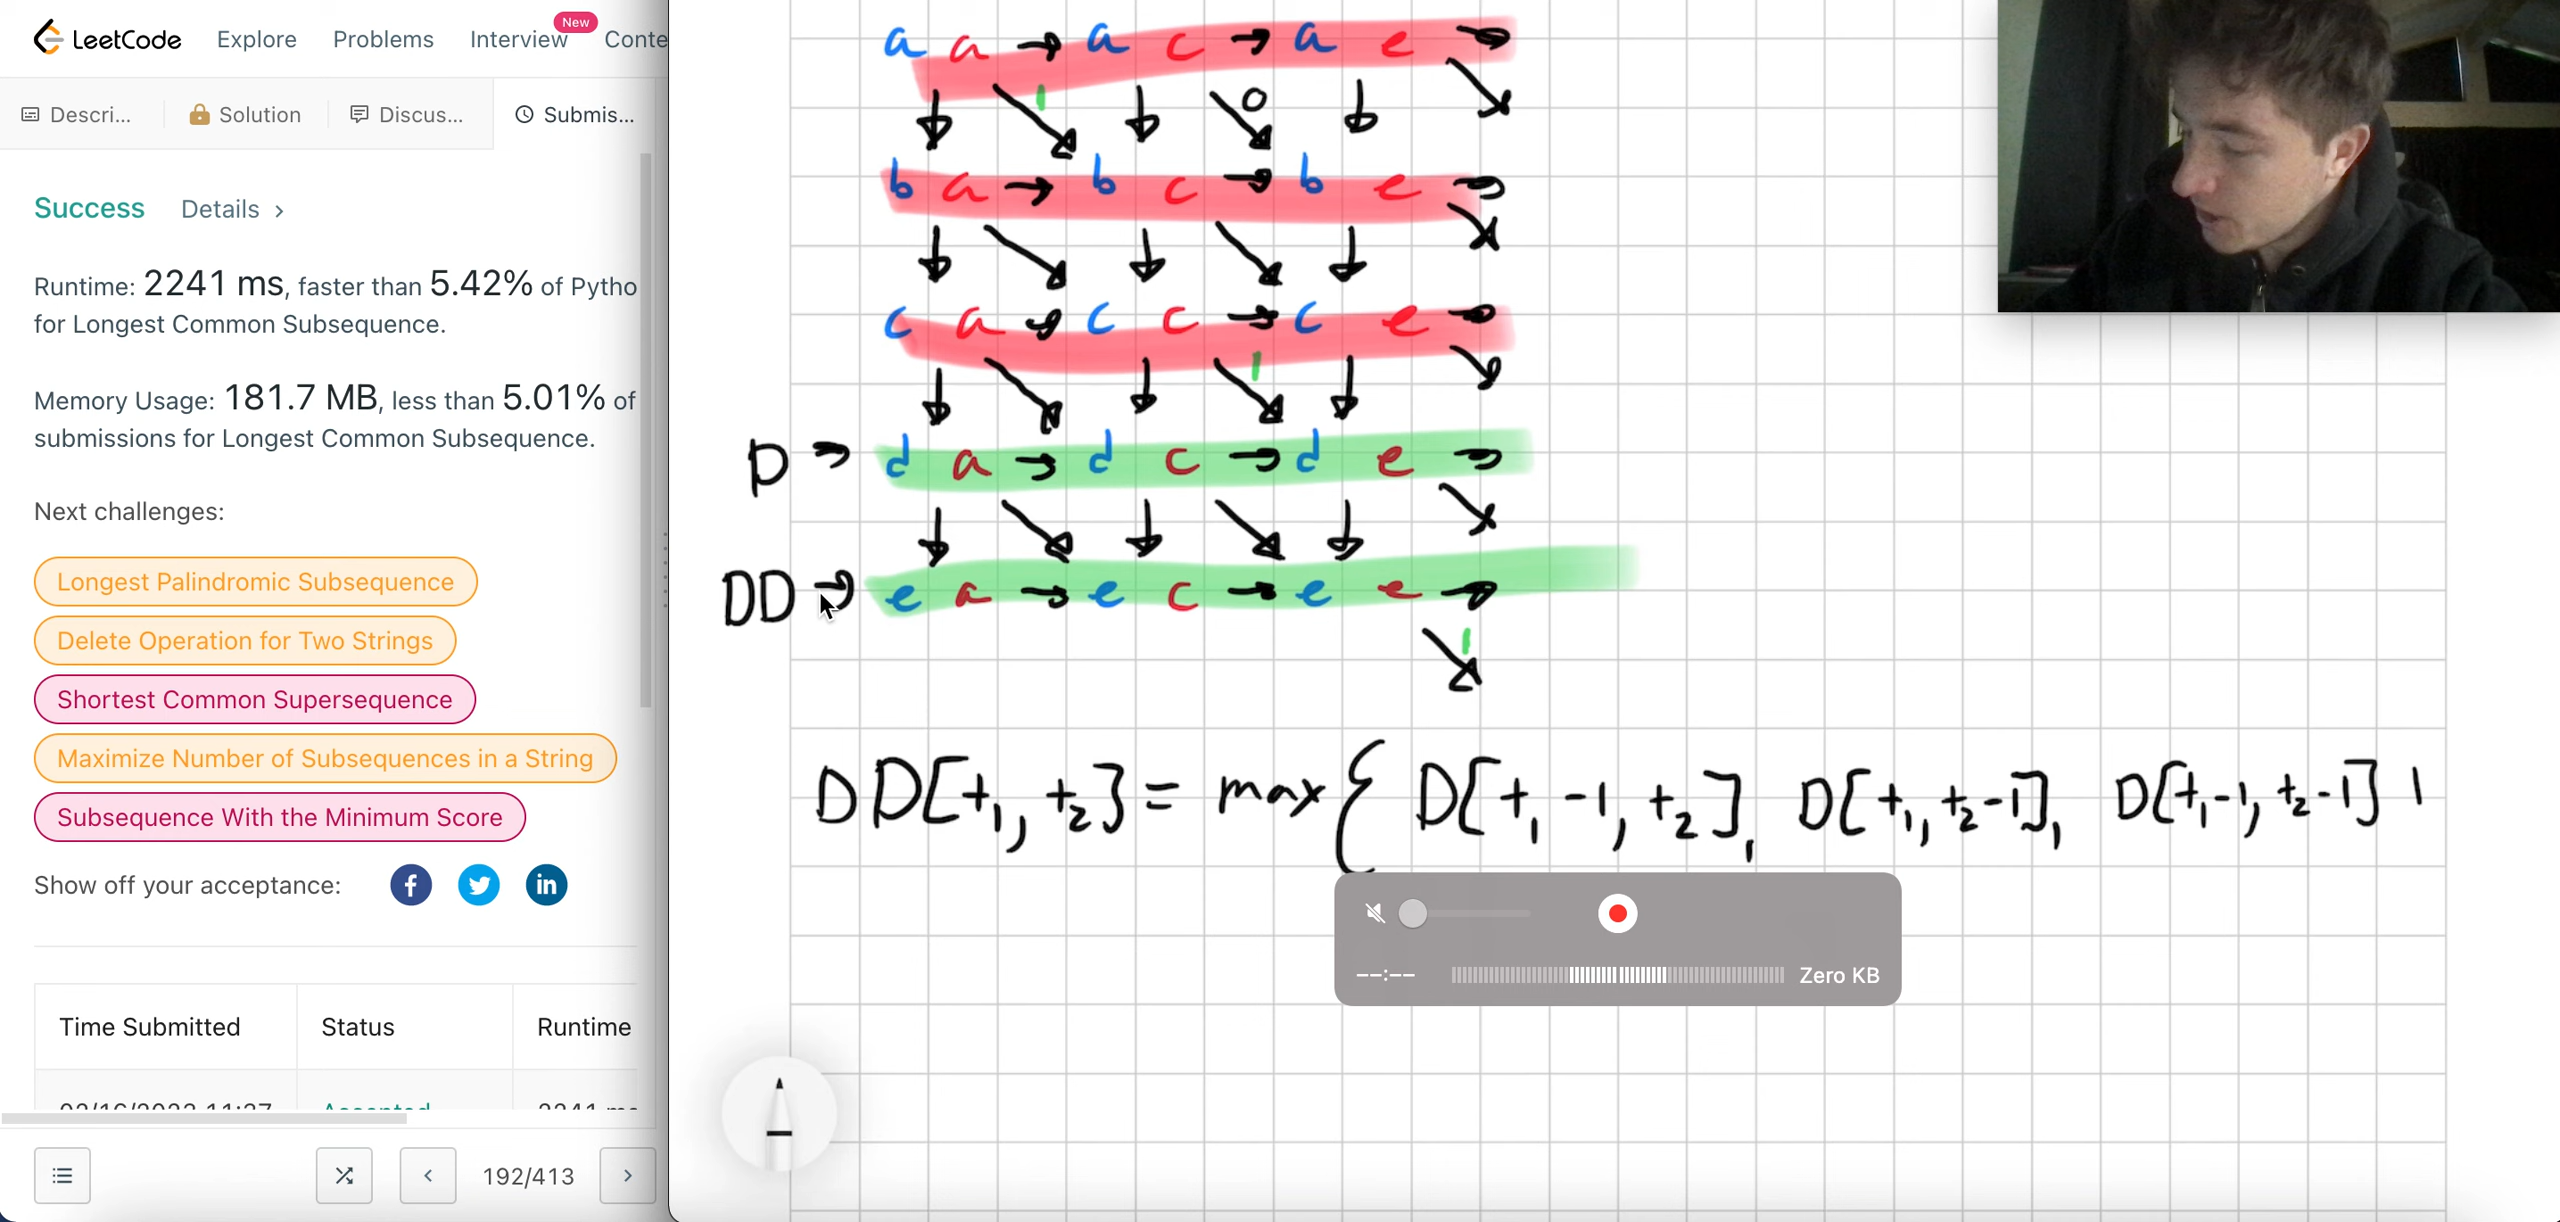 LeetCode Explore Problems Interview New Conte
Descri... Solution Discus... Submis...
Success Details
Runtime: 2241 ms, faster than 5.42% of Pytho
for Longest Common Subsequence.
Memory Usage: 181.7 MB, less than 5.01% of
submissions for Longest Common Subsequence.
Next challenges:
Longest Palindromic Subsequence
Delete Operation for Two Strings
Shortest Common Supersequence
Maximize Number of Subsequences in a String
Subsequence With the Minimum Score
Show off your acceptance:
Time Submitted Status Runtime
192/413
a a → a c → a e →
1 0
b a → b c → b e →
c a → c c → c e →
1
D → d a → d c → d e →
DD → e a → e c → e e →
1
DD[t₁, t₂] = max{ D[t₁-1, t₂], D[t₁, t₂-1], D[t₁-1, t₂-1] 1
--:-- Zero KB